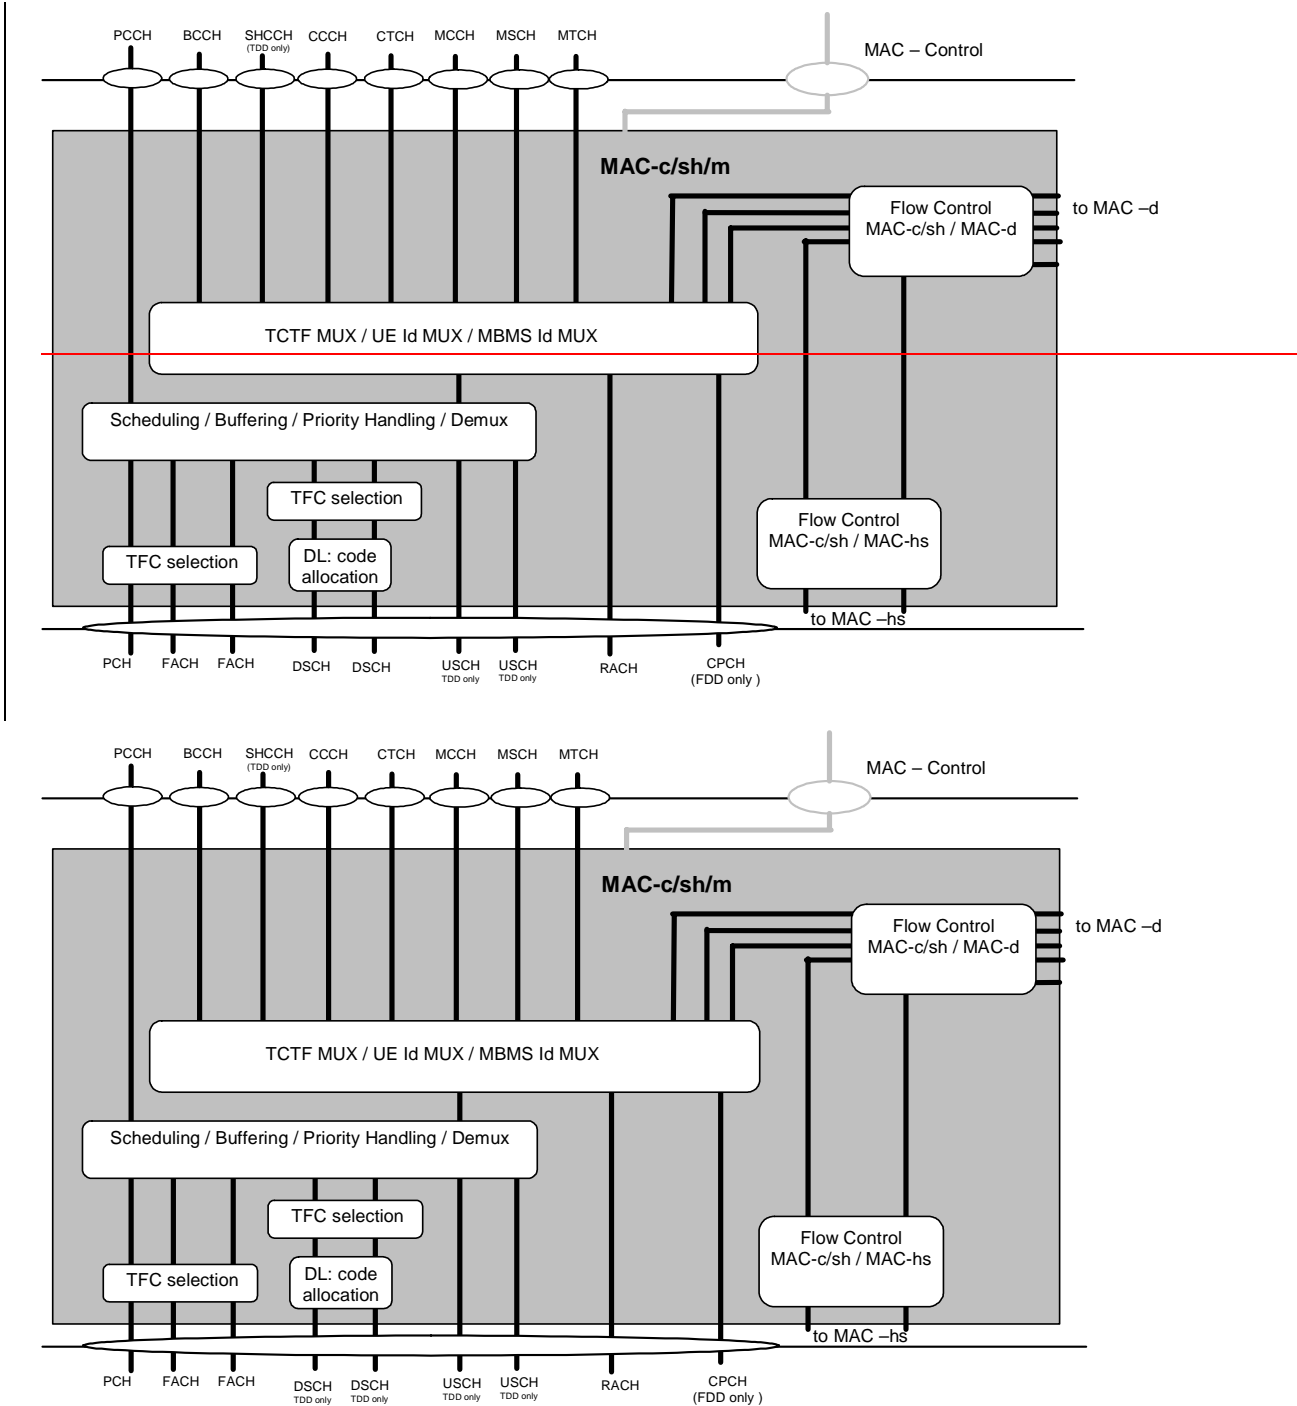 PCCH BCCH SHCCH CCCH CTCH MCCH MSCH MTCH
(TDD only)
MAC – Control
MAC-c/sh/m
Flow Control
MAC-c/sh / MAC-d
to MAC –d
TCTF MUX / UE Id MUX / MBMS Id MUX
Scheduling / Buffering / Priority Handling / Demux
TFC selection
Flow Control
MAC-c/sh / MAC-hs
TFC selection
DL: code
allocation
to MAC –hs
PCH FACH FACH DSCH DSCH USCH USCH RACH CPCH
TDD only TDD only
(FDD only )
PCCH BCCH SHCCH CCCH CTCH MCCH MSCH MTCH
(TDD only)
MAC – Control
MAC-c/sh/m
Flow Control
MAC-c/sh / MAC-d
to MAC –d
TCTF MUX / UE Id MUX / MBMS Id MUX
Scheduling / Buffering / Priority Handling / Demux
TFC selection
Flow Control
MAC-c/sh / MAC-hs
TFC selection
DL: code
allocation
to MAC –hs
PCH FACH FACH DSCH DSCH USCH USCH RACH CPCH
TDD only TDD only TDD only TDD only
(FDD only )